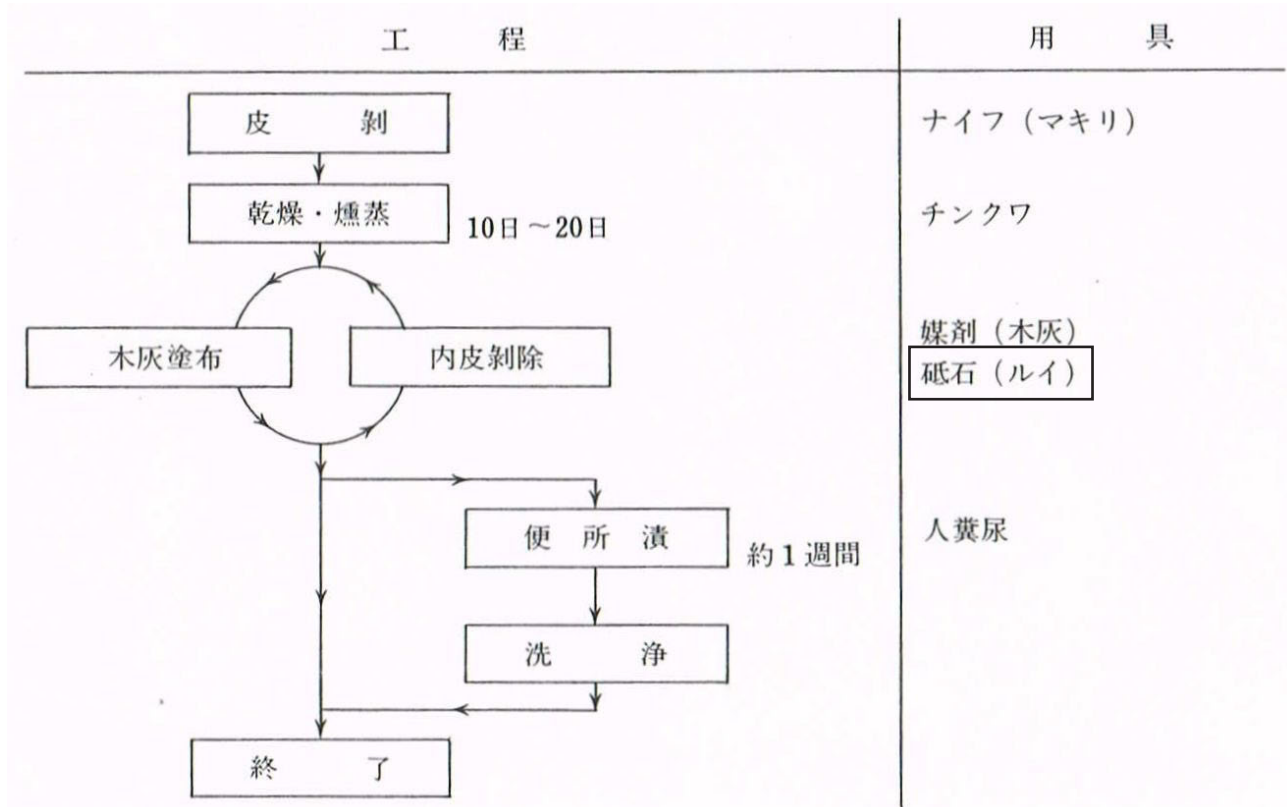 工程
用具
皮剝
ナイフ（マキリ）
乾燥・燻蒸
10日～20日
チンクワ
木灰塗布
内皮剝除
媒剤（木灰）
砥石（ルイ）
便所漬
約1週間
人糞尿
洗浄
終了